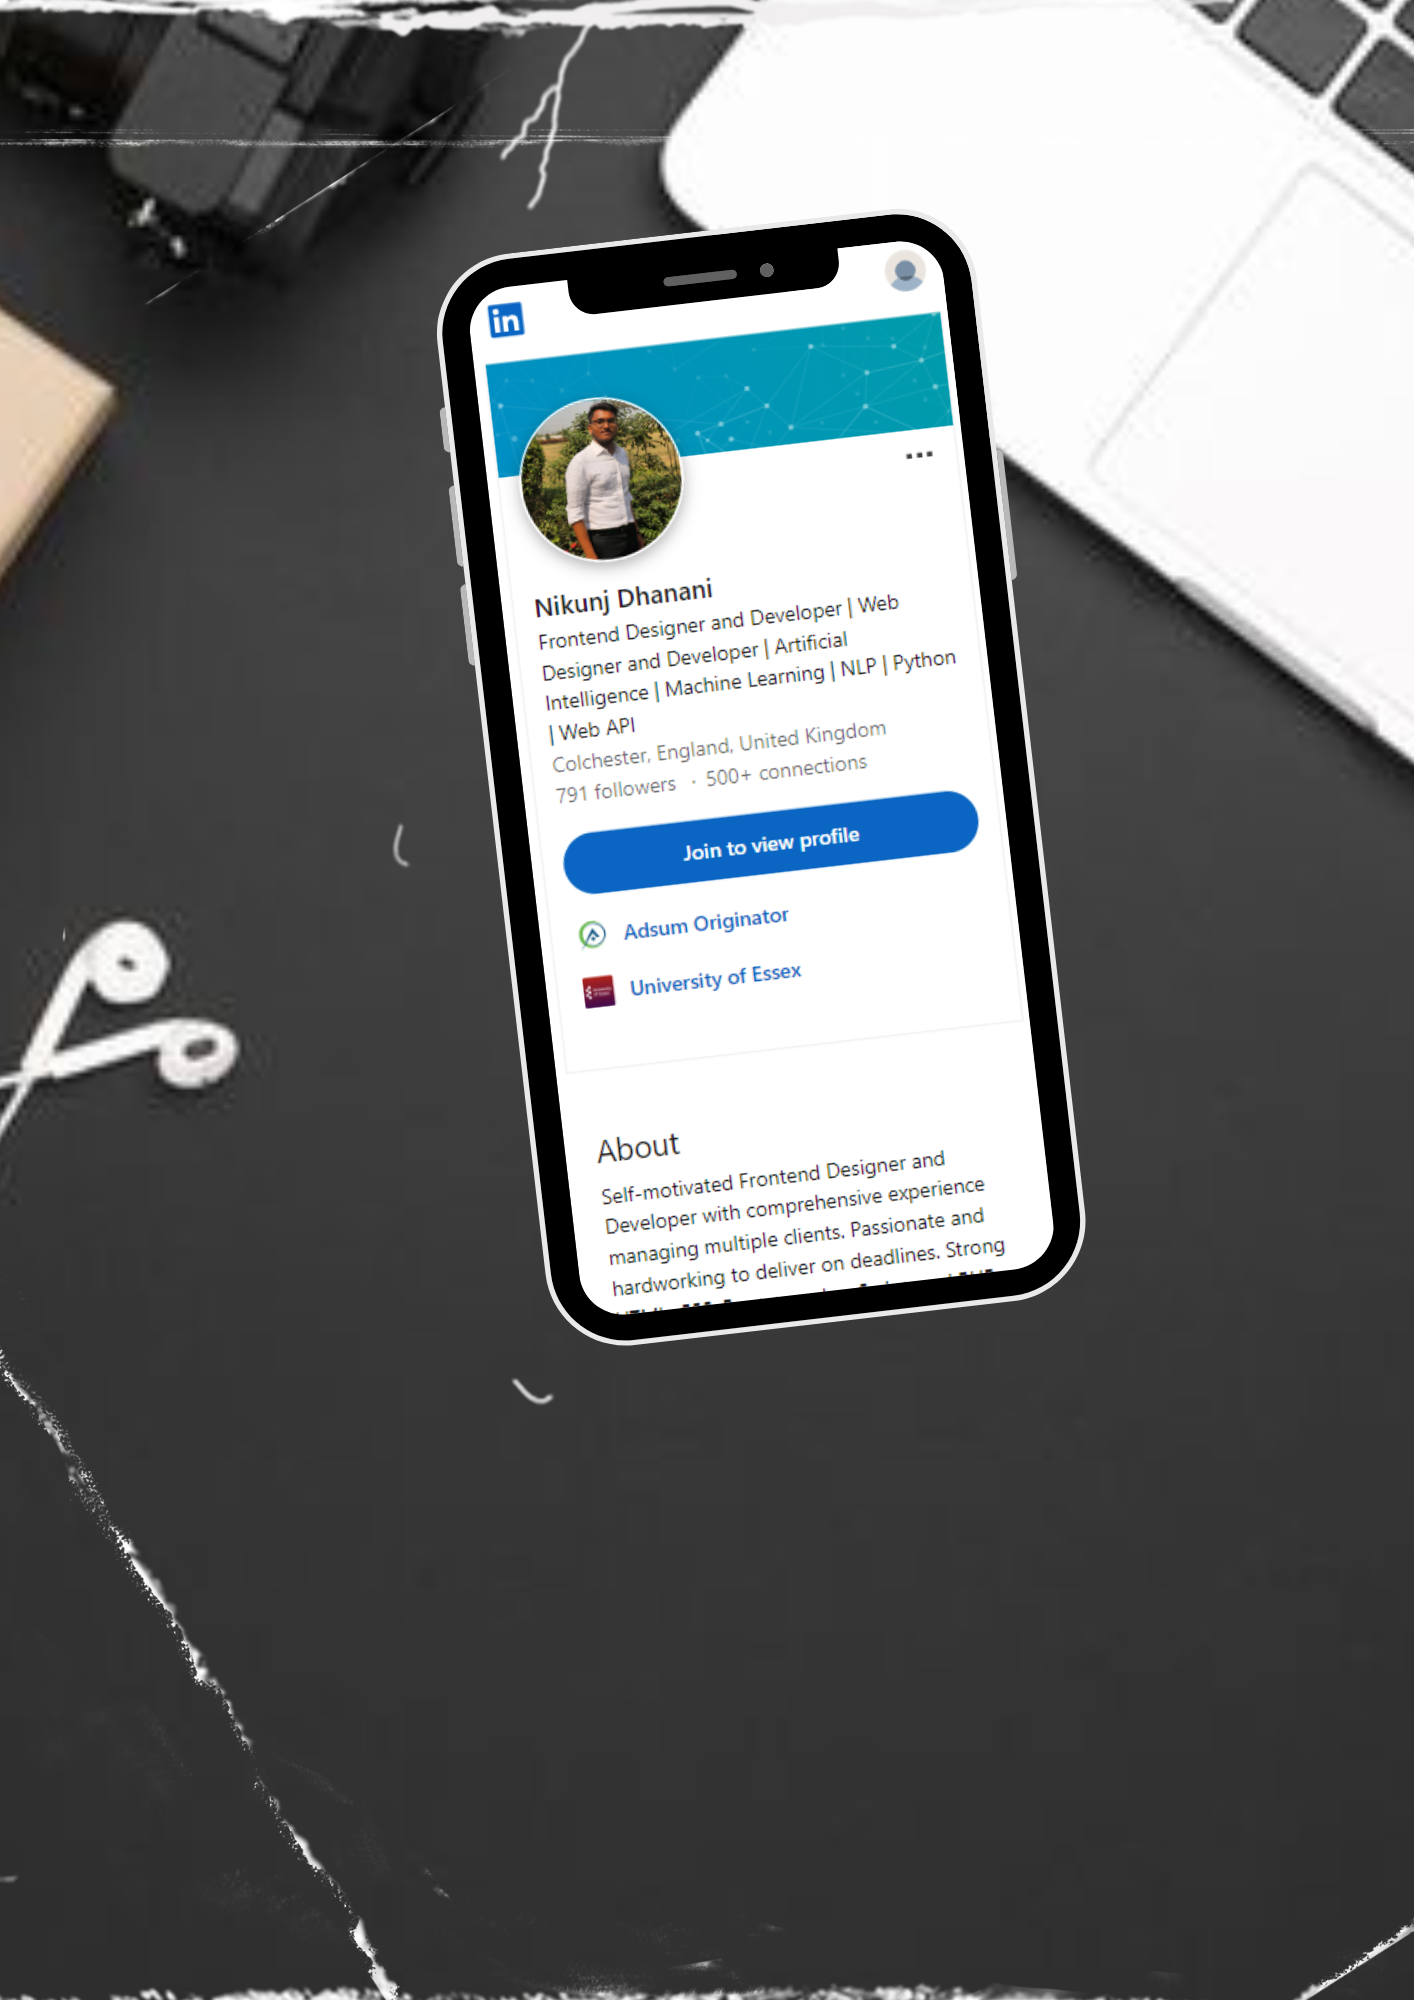 in
Nikunj Dhanani
Frontend Designer and Developer | Web
Designer and Developer | Artificial
Intelligence | Machine Learning | NLP | Python
| Web API
Colchester, England, United Kingdom
791 followers · 500+ connections
Join to view profile
Adsum Originator
University of Essex
About
Self-motivated Frontend Designer and
Developer with comprehensive experience
managing multiple clients. Passionate and
hardworking to deliver on deadlines. Strong